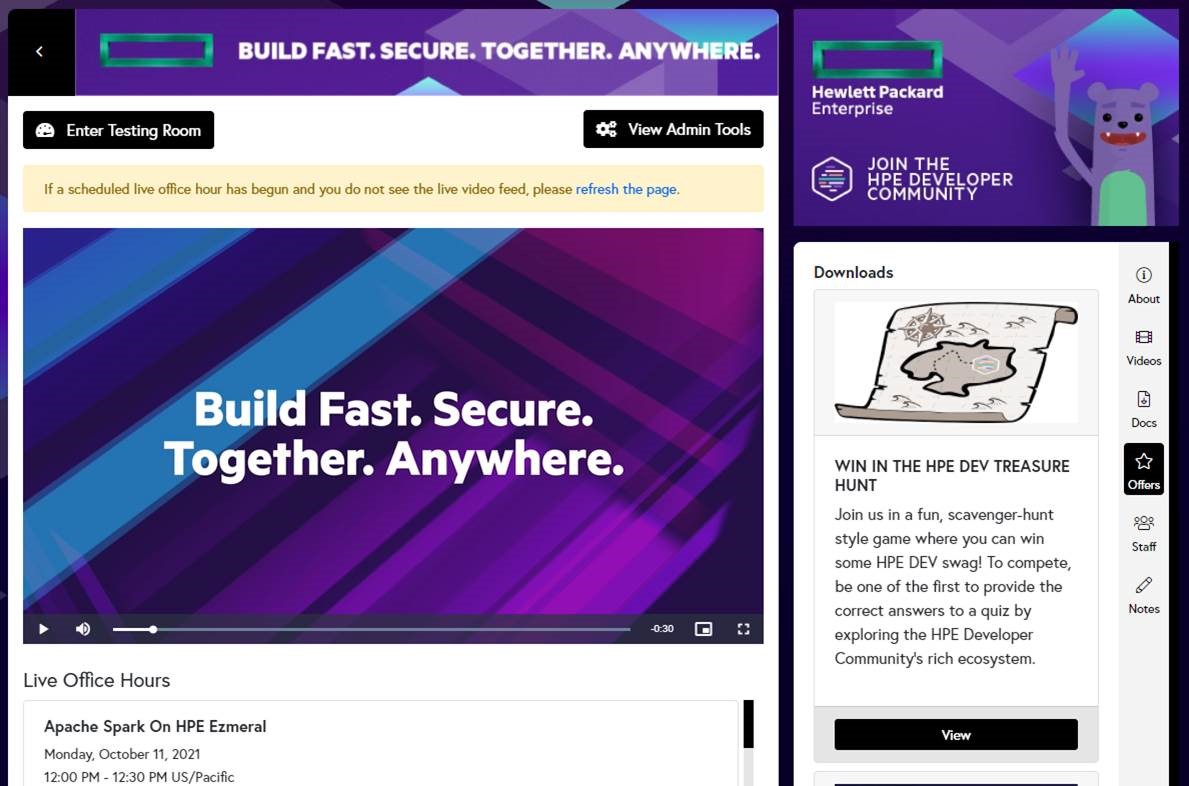 BUILD FAST. SECURE. TOGETHER. ANYWHERE.
Enter Testing Room
View Admin Tools
If a scheduled live office hour has begun and you do not see the live video feed, please refresh the page.
Build Fast. Secure.
Together. Anywhere.
-0:30
Live Office Hours
Apache Spark On HPE Ezmeral
Monday, October 11, 2021
12:00 PM - 12:30 PM US/Pacific
Hewlett Packard
Enterprise
JOIN THE
HPE DEVELOPER
COMMUNITY
Downloads
WIN IN THE HPE DEV TREASURE
HUNT
Join us in a fun, scavenger-hunt
style game where you can win
some HPE DEV swag! To compete,
be one of the first to provide the
correct answers to a quiz by
exploring the HPE Developer
Community's rich ecosystem.
View
About
Videos
Docs
Offers
Staff
Notes